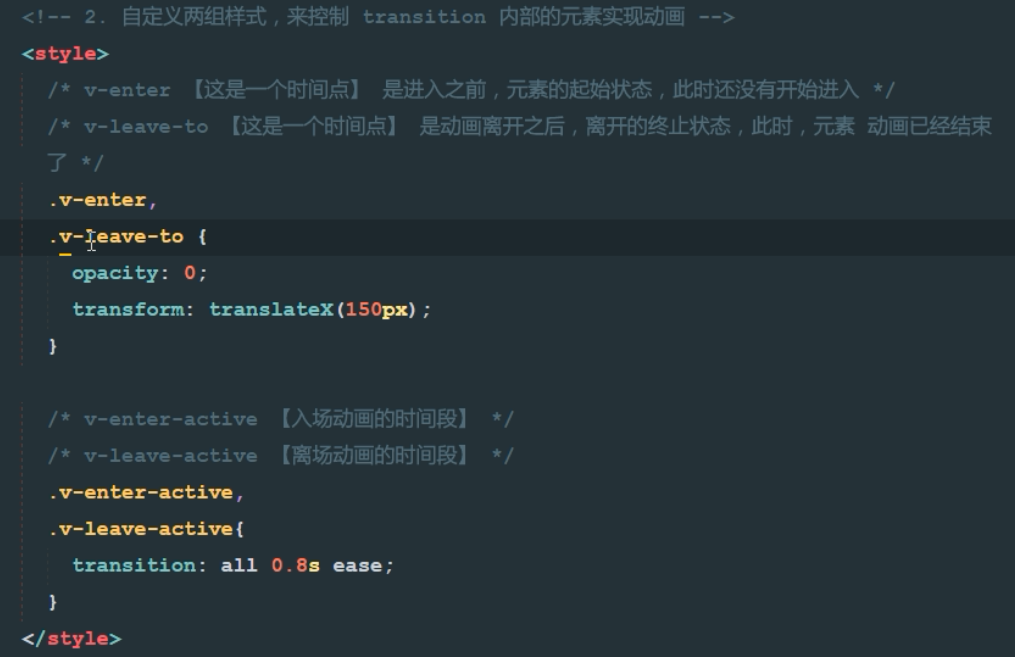 <!-- 2. 自定义两组样式，来控制 transition 内部的元素实现动画 -->
<style>
/* v-enter 【这是一个时间点】 是进入之前，元素的起始状态，此时还没有开始进入 */
/* v-leave-to 【这是一个时间点】 是动画离开之后，离开的终止状态，此时，元素 动画已经结束
了 */
.v-enter,
.v-leave-to {
opacity: 0;
transform: translateX(150px);
}
/* v-enter-active 【入场动画的时间段】 */
/* v-leave-active 【离场动画的时间段】 */
.v-enter-active,
.v-leave-active{
transition: all 0.8s ease;
}
</style>